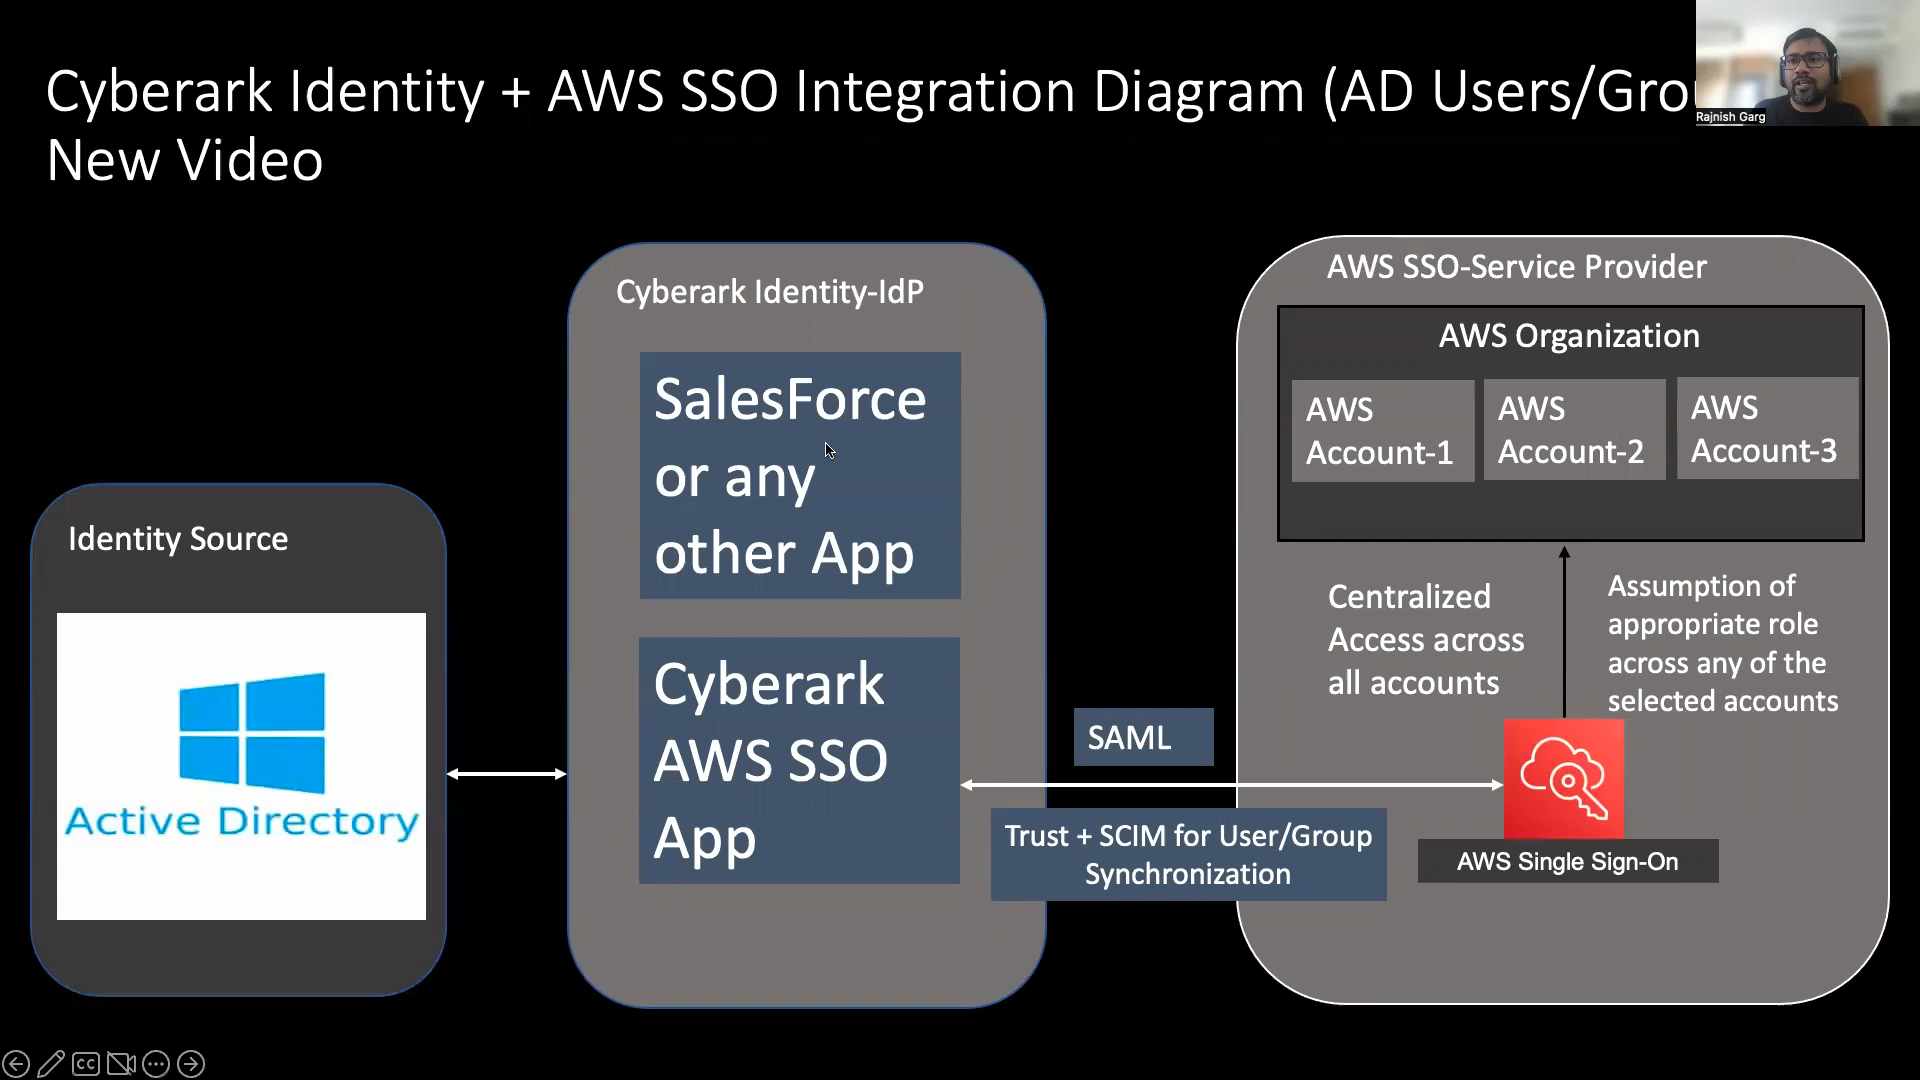 Cyberark Identity + AWS SSO Integration Diagram (AD Users/Gro
New Video
Rajnish Garg
Identity Source
Active Directory
Cyberark Identity-IdP
SalesForce
or any
other App
Cyberark
AWS SSO
App
SAML
Trust + SCIM for User/Group
Synchronization
AWS SSO-Service Provider
AWS Organization
AWS
Account-1
AWS
Account-2
AWS
Account-3
Centralized
Access across
all accounts
Assumption of
appropriate role
across any of the
selected accounts
AWS Single Sign-On
CC